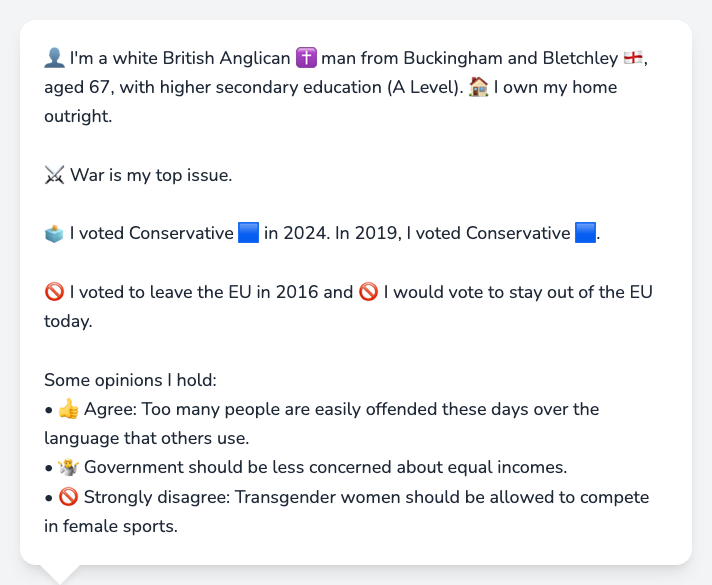 👤 I'm a white British Anglican ✝️ man from Buckingham and Bletchley 🏴󠁧󠁢󠁥󠁮󠁧󠁿,
aged 67, with higher secondary education (A Level). 🏠 I own my home
outright.
⚔️ War is my top issue.
🗳️ I voted Conservative 🟦 in 2024. In 2019, I voted Conservative 🟦.
🚫 I voted to leave the EU in 2016 and 🚫 I would vote to stay out of the EU
today.
Some opinions I hold:
• 👍 Agree: Too many people are easily offended these days over the
language that others use.
• 🤷 Government should be less concerned about equal incomes.
• 🚫 Strongly disagree: Transgender women should be allowed to compete
in female sports.